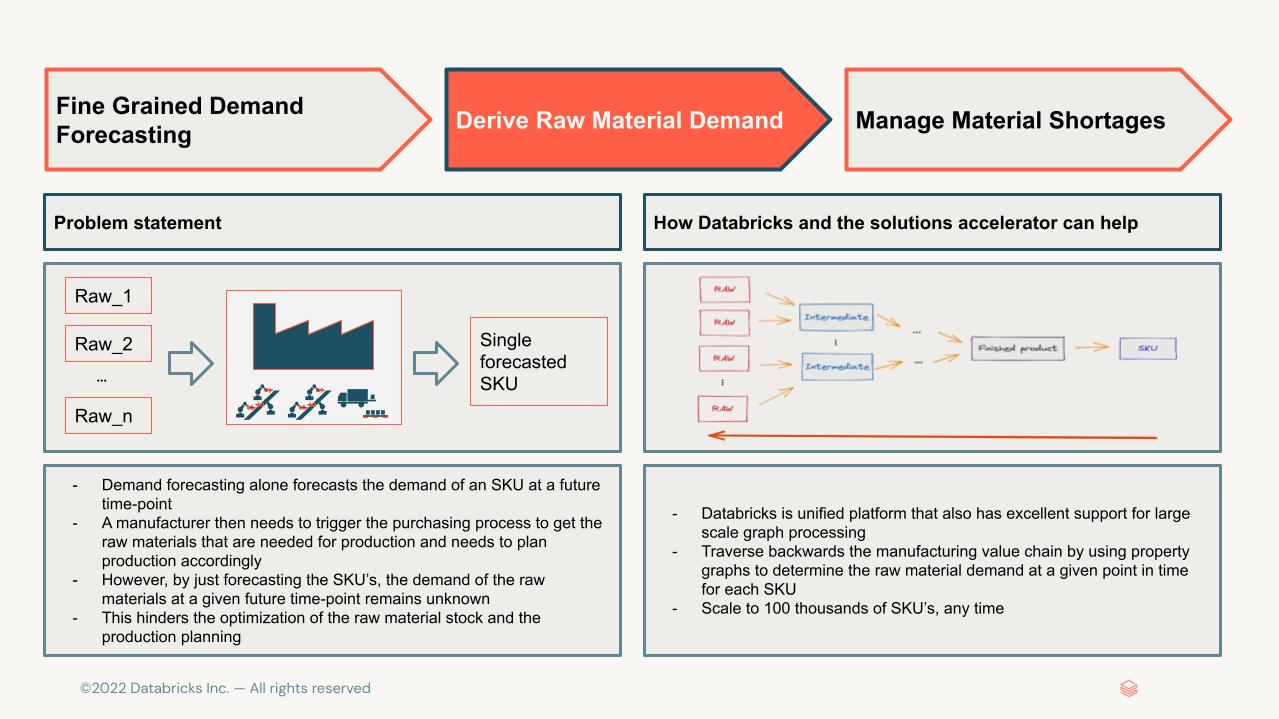 Fine Grained Demand
Forecasting
Derive Raw Material Demand
Manage Material Shortages
Problem statement
How Databricks and the solutions accelerator can help
Raw_1
Raw_2
…
Raw_n
Single
forecasted
SKU
RAW
RAW
RAW
RAW
Intermediate
Intermediate
...
...
Finished product
SKU
- Demand forecasting alone forecasts the demand of an SKU at a future
time-point
- A manufacturer then needs to trigger the purchasing process to get the
raw materials that are needed for production and needs to plan
production accordingly
- However, by just forecasting the SKU's, the demand of the raw
materials at a given future time-point remains unknown
- This hinders the optimization of the raw material stock and the
production planning
- Databricks is unified platform that also has excellent support for large
scale graph processing
- Traverse backwards the manufacturing value chain by using property
graphs to determine the raw material demand at a given point in time
for each SKU
- Scale to 100 thousands of SKU's, any time
©2022 Databricks Inc. — All rights reserved